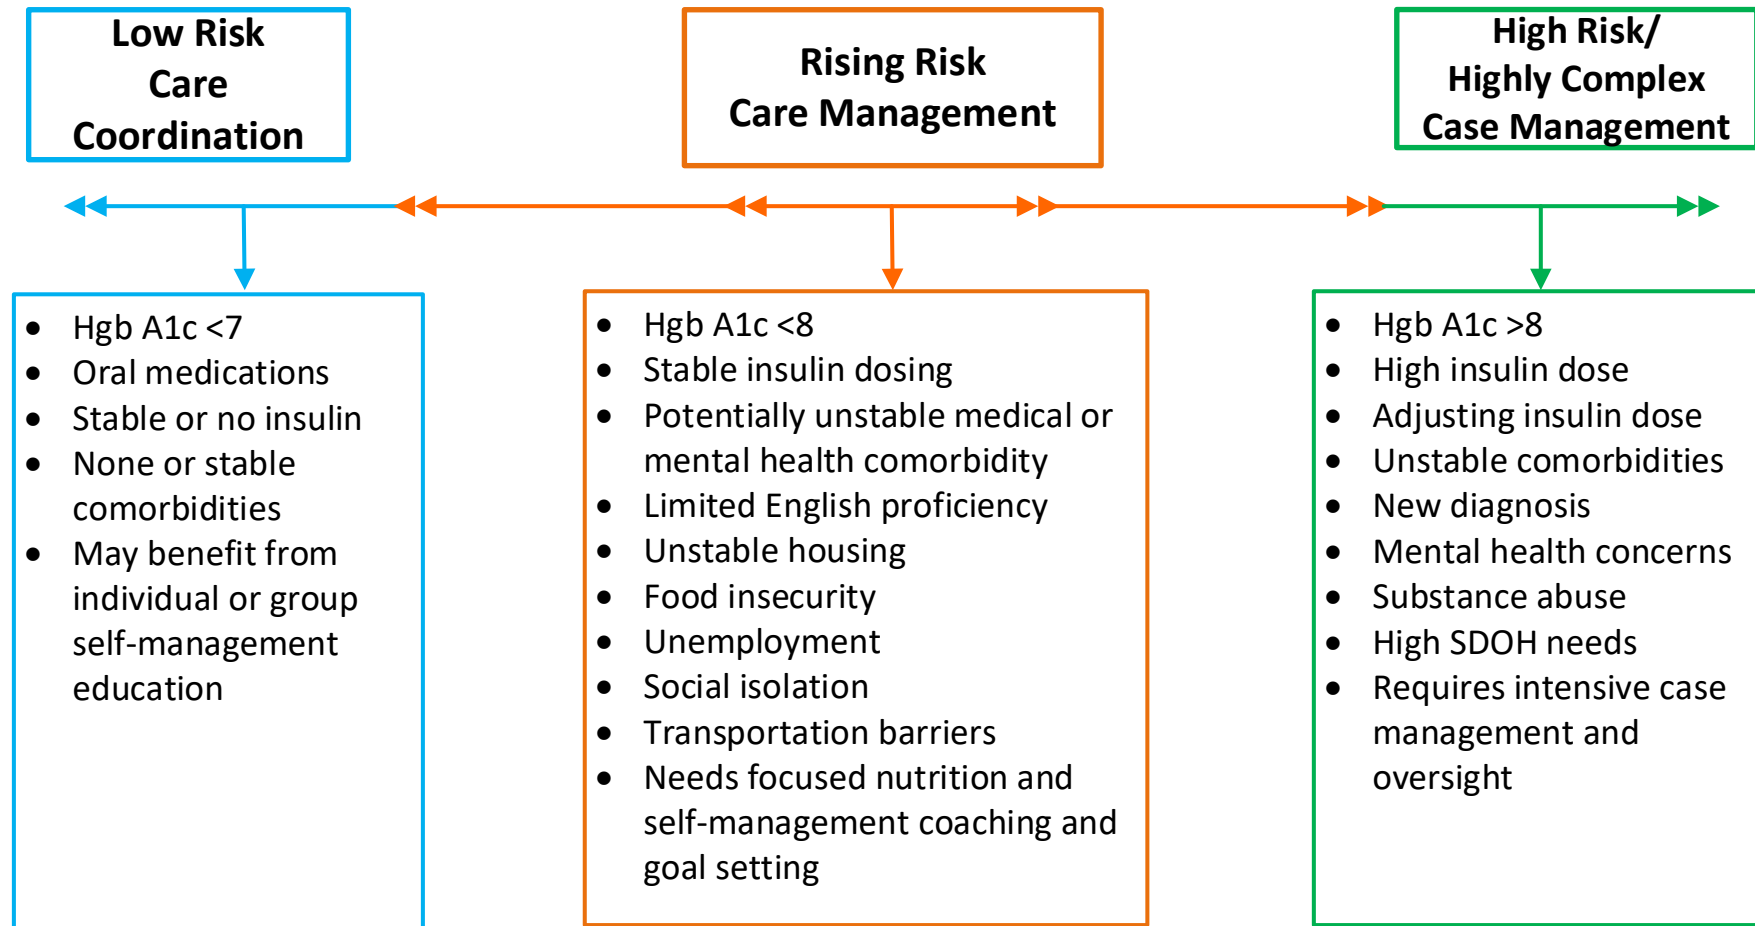 Low Risk
Care
Coordination
Rising Risk
Care Management
High Risk/
Highly Complex
Case Management
• Hgb A1c <7
• Oral medications
• Stable or no insulin
• None or stable
comorbidities
• May benefit from
individual or group
self-management
education
• Hgb A1c <8
• Stable insulin dosing
• Potentially unstable medical or
mental health comorbidity
• Limited English proficiency
• Unstable housing
• Food insecurity
• Unemployment
• Social isolation
• Transportation barriers
• Needs focused nutrition and
self-management coaching and
goal setting
• Hgb A1c >8
• High insulin dose
• Adjusting insulin dose
• Unstable comorbidities
• New diagnosis
• Mental health concerns
• Substance abuse
• High SDOH needs
• Requires intensive case
management and
oversight